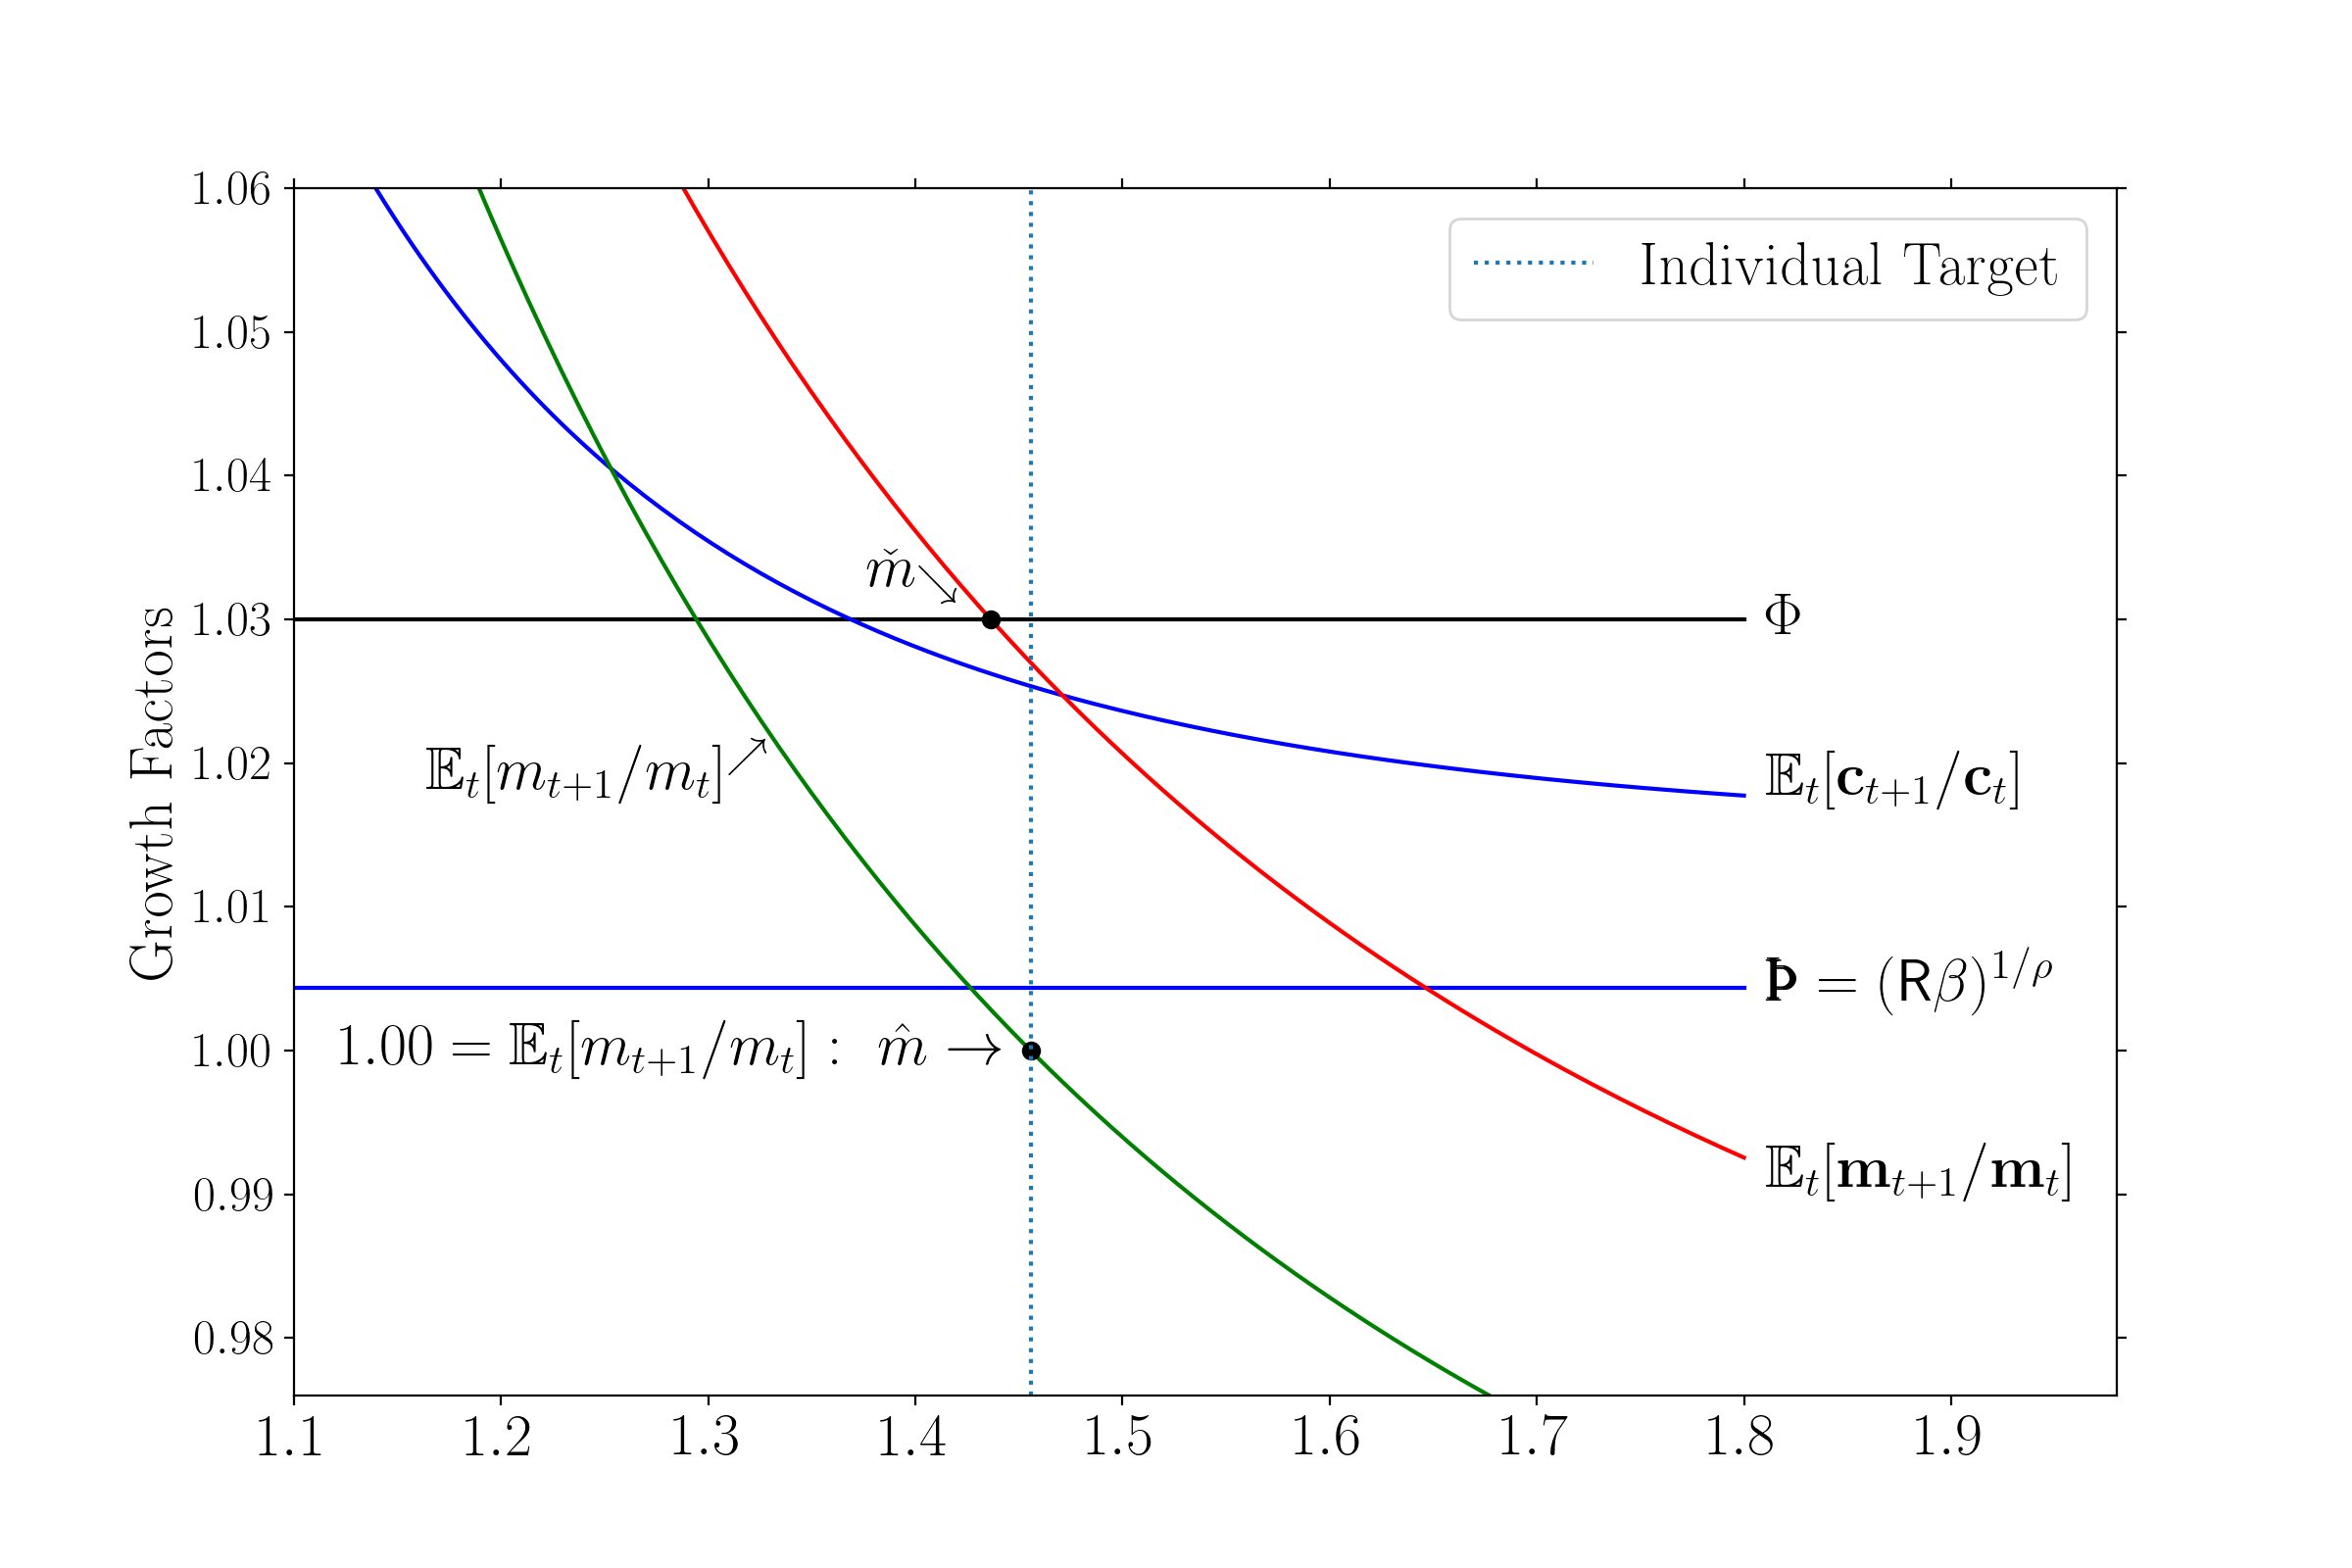 1.06
Individual Target
1.05
1.04
m̌↘
1.03
Φ
Growth Factors
𝔼ₜ[mₜ₊₁/mₜ]↗
1.02
𝔼ₜ[𝐜ₜ₊₁/𝐜ₜ]
1.01
Þ = (Rβ)^{1/ρ}
1.00 = 𝔼ₜ[mₜ₊₁/mₜ] : m̂ →
1.00
𝔼ₜ[𝐦ₜ₊₁/𝐦ₜ]
0.99
0.98
1.1 1.2 1.3 1.4 1.5 1.6 1.7 1.8 1.9